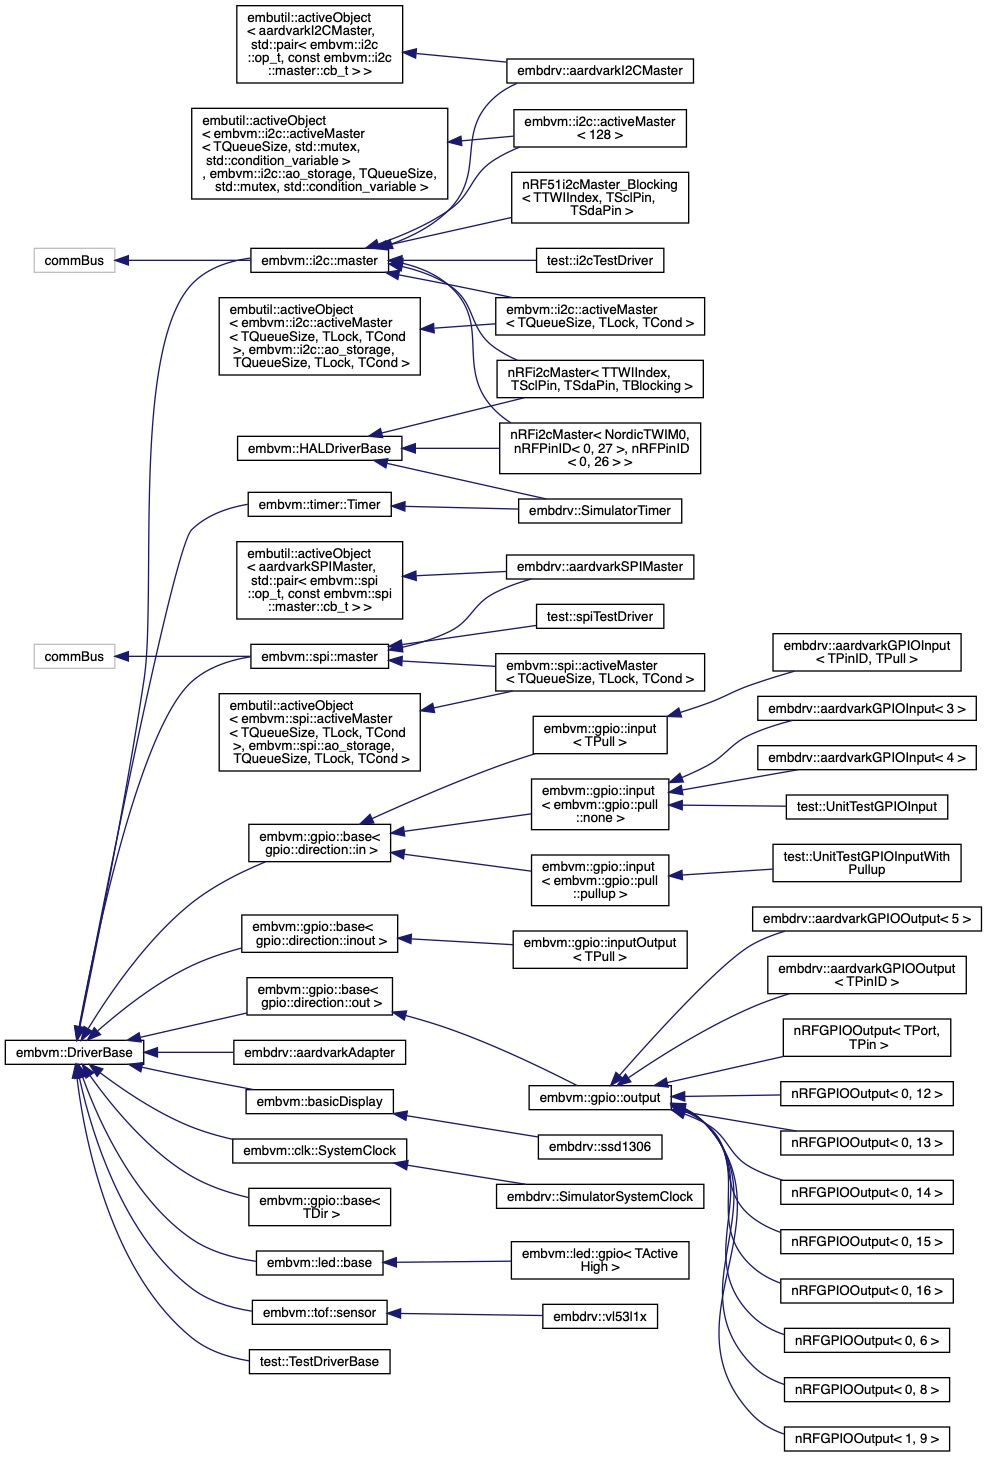 embutil::activeObject
< aardvarkI2CMaster,
std::pair< embvm::i2c
::op_t, const embvm::i2c
::master::cb_t > >
embdrv::aardvarkI2CMaster
embutil::activeObject
< embvm::i2c::activeMaster
< TQueueSize, std::mutex,
std::condition_variable >
, embvm::i2c::ao_storage, TQueueSize,
std::mutex, std::condition_variable >
embvm::i2c::activeMaster
< 128 >
nRF51i2cMaster_Blocking
< TTWIIndex, TSclPin,
TSdaPin >
commBus
embvm::i2c::master
test::i2cTestDriver
embutil::activeObject
< embvm::i2c::activeMaster
< TQueueSize, TLock, TCond
>, embvm::i2c::ao_storage,
TQueueSize, TLock, TCond >
embvm::i2c::activeMaster
< TQueueSize, TLock, TCond >
nRFi2cMaster< TTWIIndex,
TSclPin, TSdaPin, TBlocking >
embvm::HALDriverBase
nRFi2cMaster< NordicTWIM0,
nRFPinID< 0, 27 >, nRFPinID
< 0, 26 > >
embvm::timer::Timer
embdrv::SimulatorTimer
embutil::activeObject
< aardvarkSPIMaster,
std::pair< embvm::spi
::op_t, const embvm::spi
::master::cb_t > >
embdrv::aardvarkSPIMaster
test::spiTestDriver
commBus
embvm::spi::master
embvm::spi::activeMaster
< TQueueSize, TLock, TCond >
embutil::activeObject
< embvm::spi::activeMaster
< TQueueSize, TLock, TCond
>, embvm::spi::ao_storage,
TQueueSize, TLock, TCond >
embdrv::aardvarkGPIOInput
< TPinID, TPull >
embvm::gpio::input
< TPull >
embdrv::aardvarkGPIOInput< 3 >
embdrv::aardvarkGPIOInput< 4 >
embvm::gpio::input
< embvm::gpio::pull
::none >
test::UnitTestGPIOInput
embvm::gpio::base<
gpio::direction::in >
embvm::gpio::input
< embvm::gpio::pull
::pullup >
test::UnitTestGPIOInputWith
Pullup
embvm::gpio::base<
gpio::direction::inout >
embvm::gpio::inputOutput
< TPull >
embdrv::aardvarkGPIOOutput< 5 >
embdrv::aardvarkGPIOOutput
< TPinID >
embvm::gpio::base<
gpio::direction::out >
nRFGPIOOutput< TPort,
TPin >
embvm::DriverBase
embdrv::aardvarkAdapter
embvm::basicDisplay
embvm::gpio::output
nRFGPIOOutput< 0, 12 >
embdrv::ssd1306
nRFGPIOOutput< 0, 13 >
embvm::clk::SystemClock
embdrv::SimulatorSystemClock
nRFGPIOOutput< 0, 14 >
embvm::gpio::base<
TDir >
nRFGPIOOutput< 0, 15 >
embvm::led::base
embvm::led::gpio< TActive
High >
nRFGPIOOutput< 0, 16 >
embvm::tof::sensor
embdrv::vl53l1x
nRFGPIOOutput< 0, 6 >
test::TestDriverBase
nRFGPIOOutput< 0, 8 >
nRFGPIOOutput< 1, 9 >